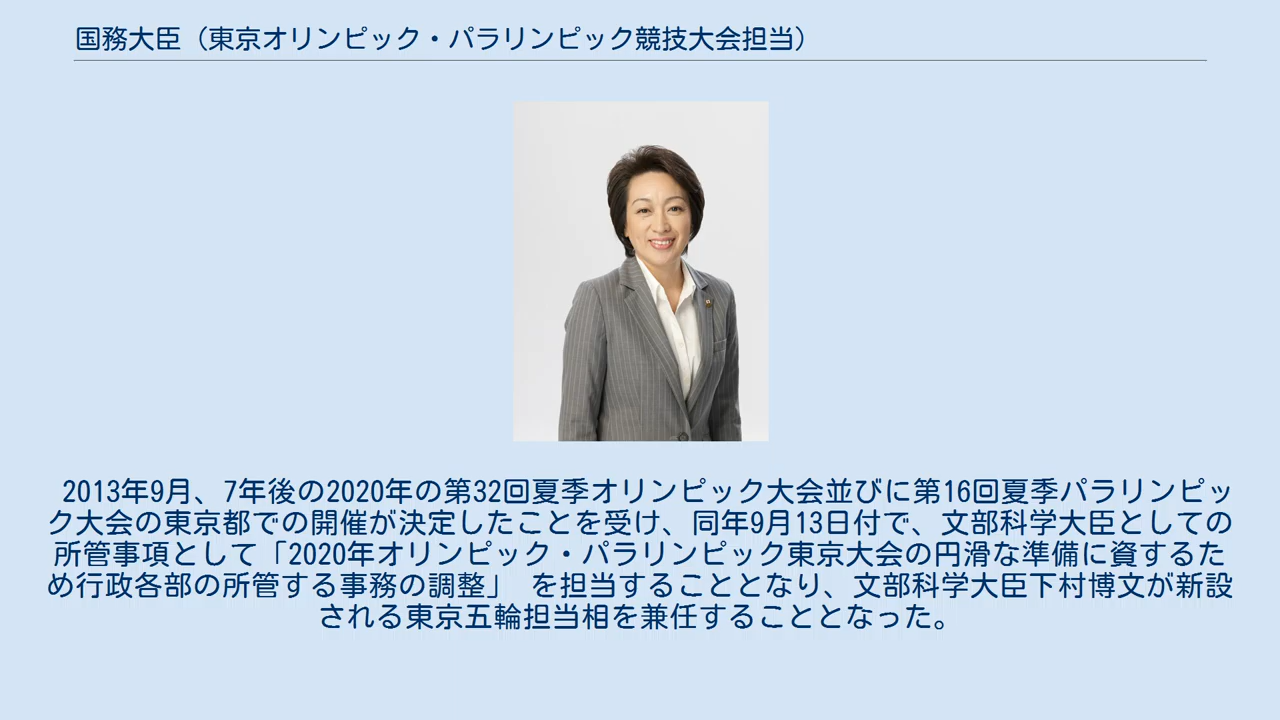 国務大臣（東京オリンピック・パラリンピック競技大会担当）
2013年9月、7年後の2020年の第32回夏季オリンピック大会並びに第16回夏季パラリンピッ
ク大会の東京都での開催が決定したことを受け、同年9月13日付で、文部科学大臣としての
所管事項として「2020年オリンピック・パラリンピック東京大会の円滑な準備に資するた
め行政各部の所管する事務の調整」 を担当することとなり、文部科学大臣下村博文が新設
される東京五輪担当相を兼任することとなった。